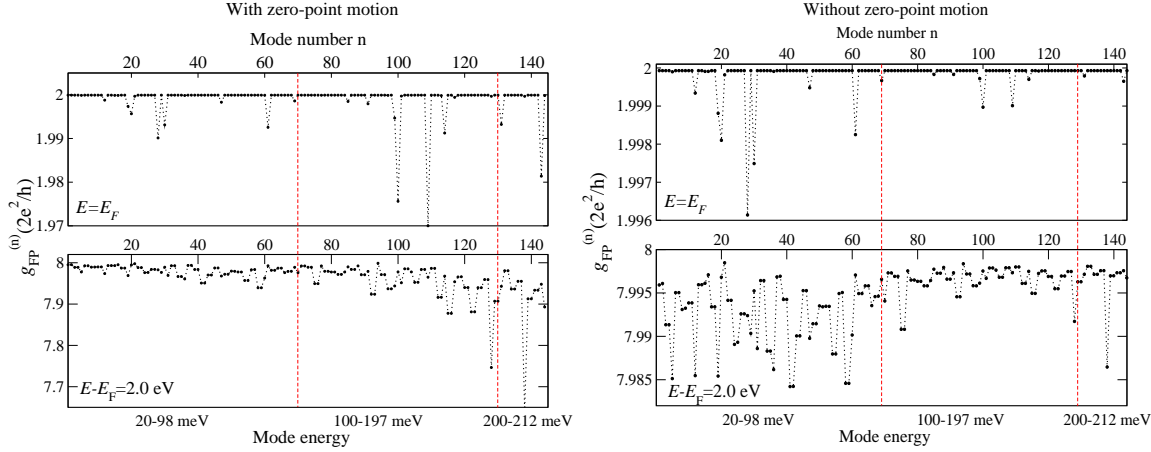 With zero-point motion
Mode number n
20 40 60 80 100 120 140
2
1.99
1.98
1.97
E=E_F
20 40 60 80 100 120 140
8
7.9
7.8
7.7
E-E_F=2.0 eV
g_FP^(n)(2e^2/h)
20-98 meV 100-197 meV 200-212 meV
Mode energy
Without zero-point motion
Mode number n
20 40 60 80 100 120 140
2
1.999
1.998
1.997
1.996
E=E_F
20 40 60 80 100 120 140
8
7.995
7.99
7.985
E-E_F=2.0 eV
g_FP^(n)(2e^2/h)
20-98 meV 100-197 meV 200-212 meV
Mode energy